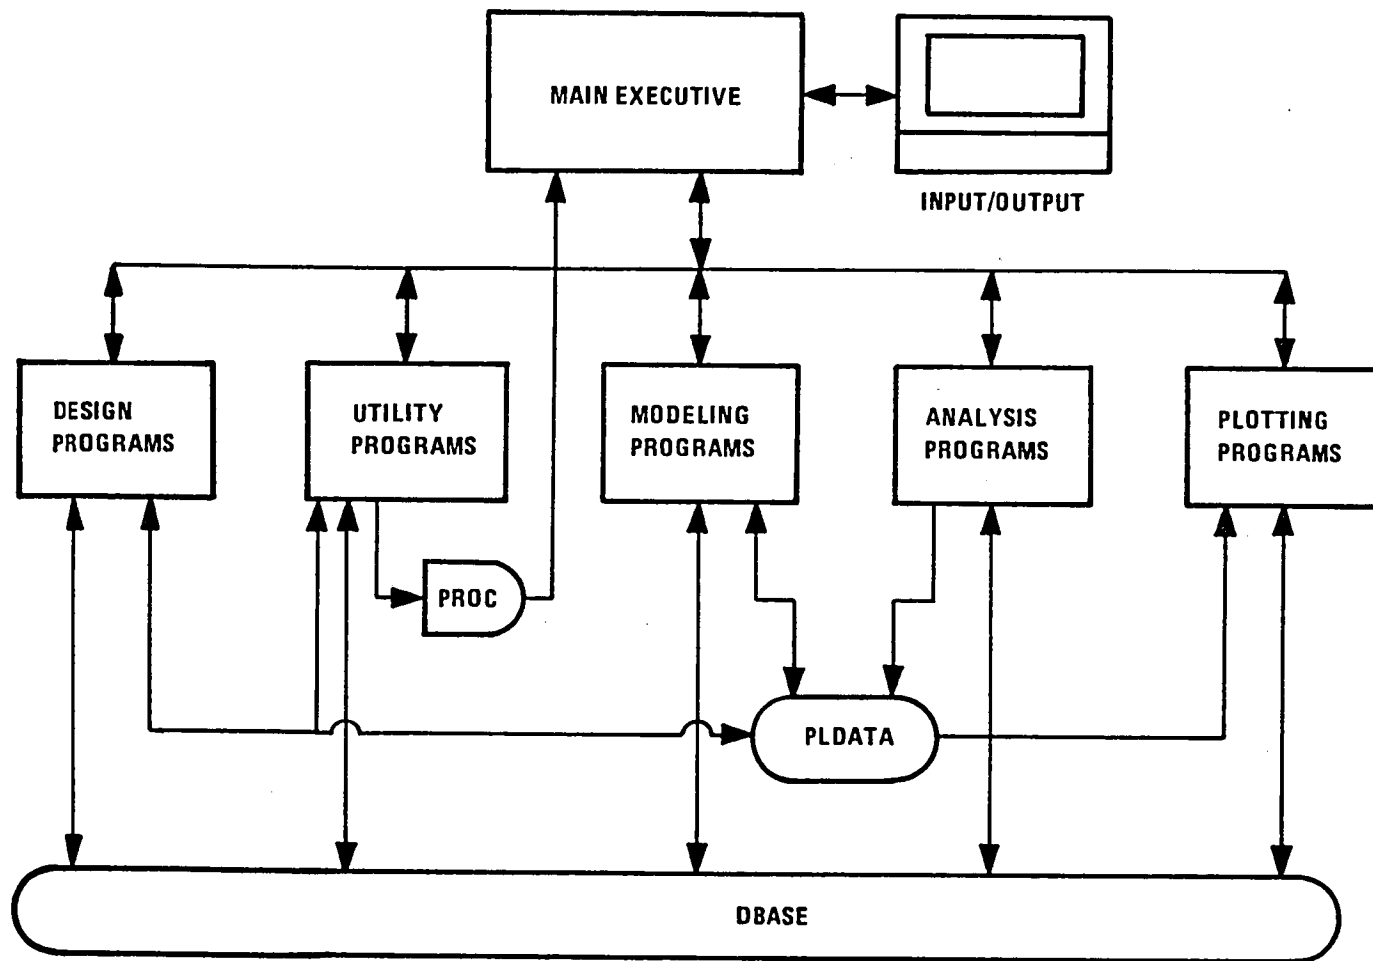 MAIN EXECUTIVE
INPUT/OUTPUT
DESIGN
PROGRAMS
UTILITY
PROGRAMS
MODELING
PROGRAMS
ANALYSIS
PROGRAMS
PLOTTING
PROGRAMS
PROC
PLDATA
DBASE